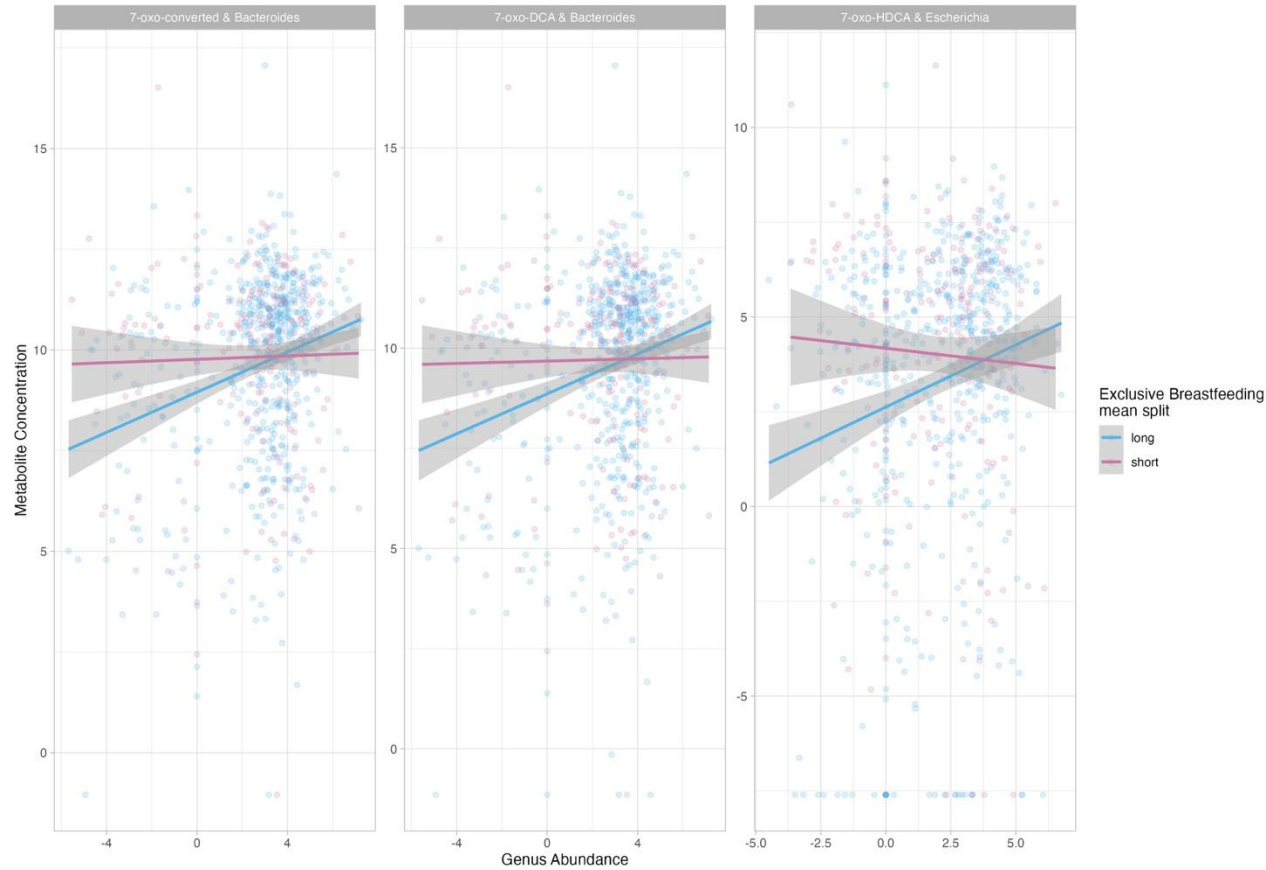 7-oxo-converted & Bacteroides
7-oxo-DCA & Bacteroides
7-oxo-HDCA & Escherichia
Metabolite Concentration
15
10
5
0
15
10
5
0
10
5
0
-5
-4 0 4
-4 0 4
-5.0 -2.5 0.0 2.5 5.0
Genus Abundance
Exclusive Breastfeeding
mean split
long
short